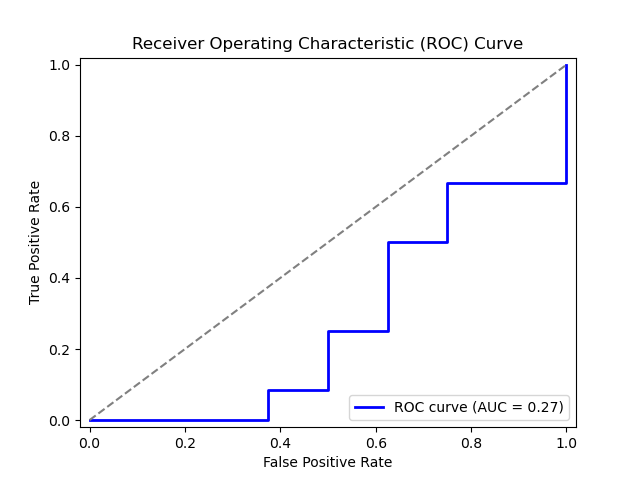 Receiver Operating Characteristic (ROC) Curve
True Positive Rate
1.0
0.8
0.6
0.4
0.2
0.0
ROC curve (AUC = 0.27)
0.0 0.2 0.4 0.6 0.8 1.0
False Positive Rate